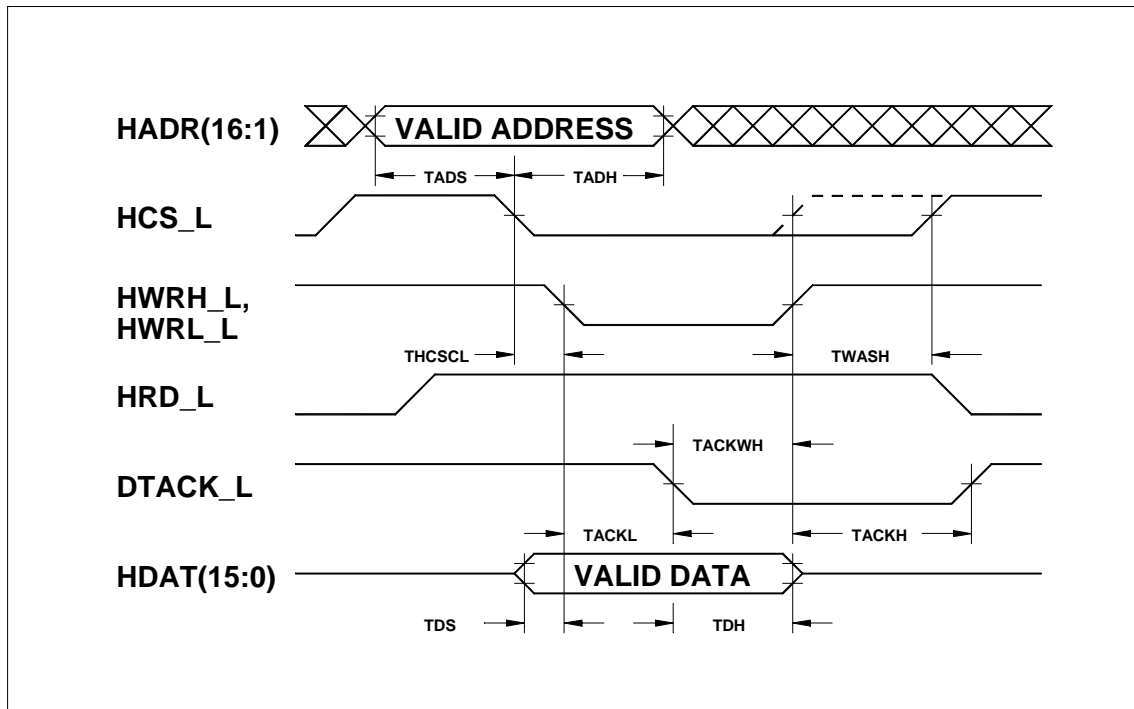 HADR(16:1)
VALID ADDRESS
TADS
TADH
HCS_L
HWRH_L,
HWRL_L
THCSCL
TWASH
HRD_L
TACKWH
DTACK_L
TACKL
TACKH
HDAT(15:0)
VALID DATA
TDS
TDH